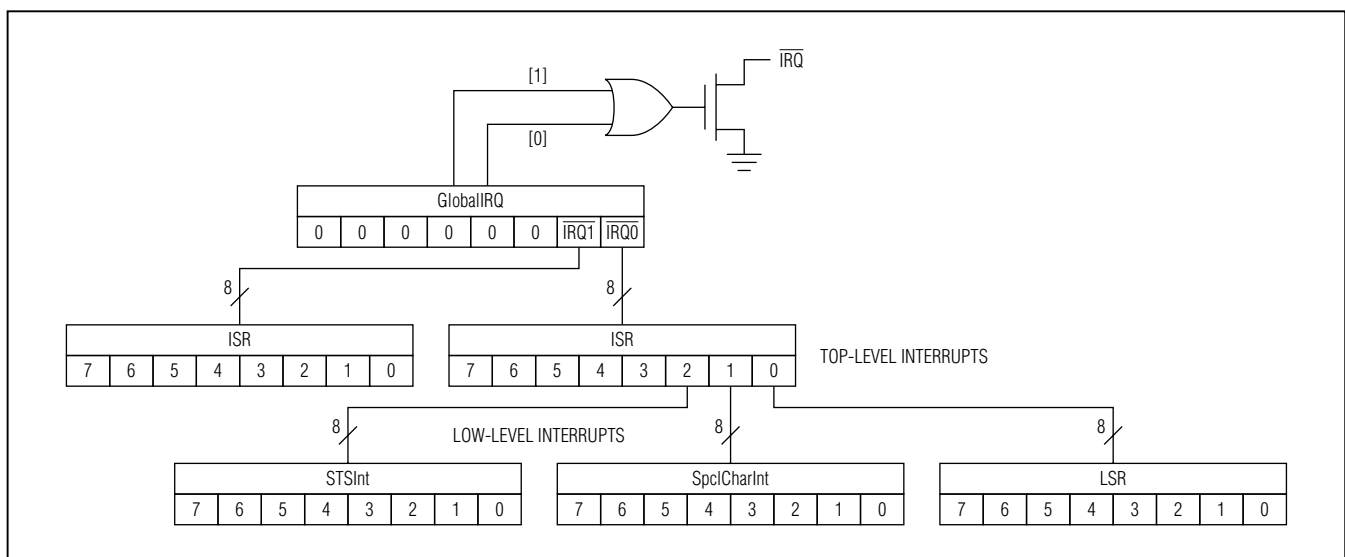 IRQ
[1]
[0]
GlobalIRQ
0 0 0 0 0 0 IRQ1 IRQ0
8 8
ISR ISR
TOP-LEVEL INTERRUPTS
7 6 5 4 3 2 1 0 7 6 5 4 3 2 1 0
8 LOW-LEVEL INTERRUPTS 8 8
STSInt SpclCharInt LSR
7 6 5 4 3 2 1 0 7 6 5 4 3 2 1 0 7 6 5 4 3 2 1 0